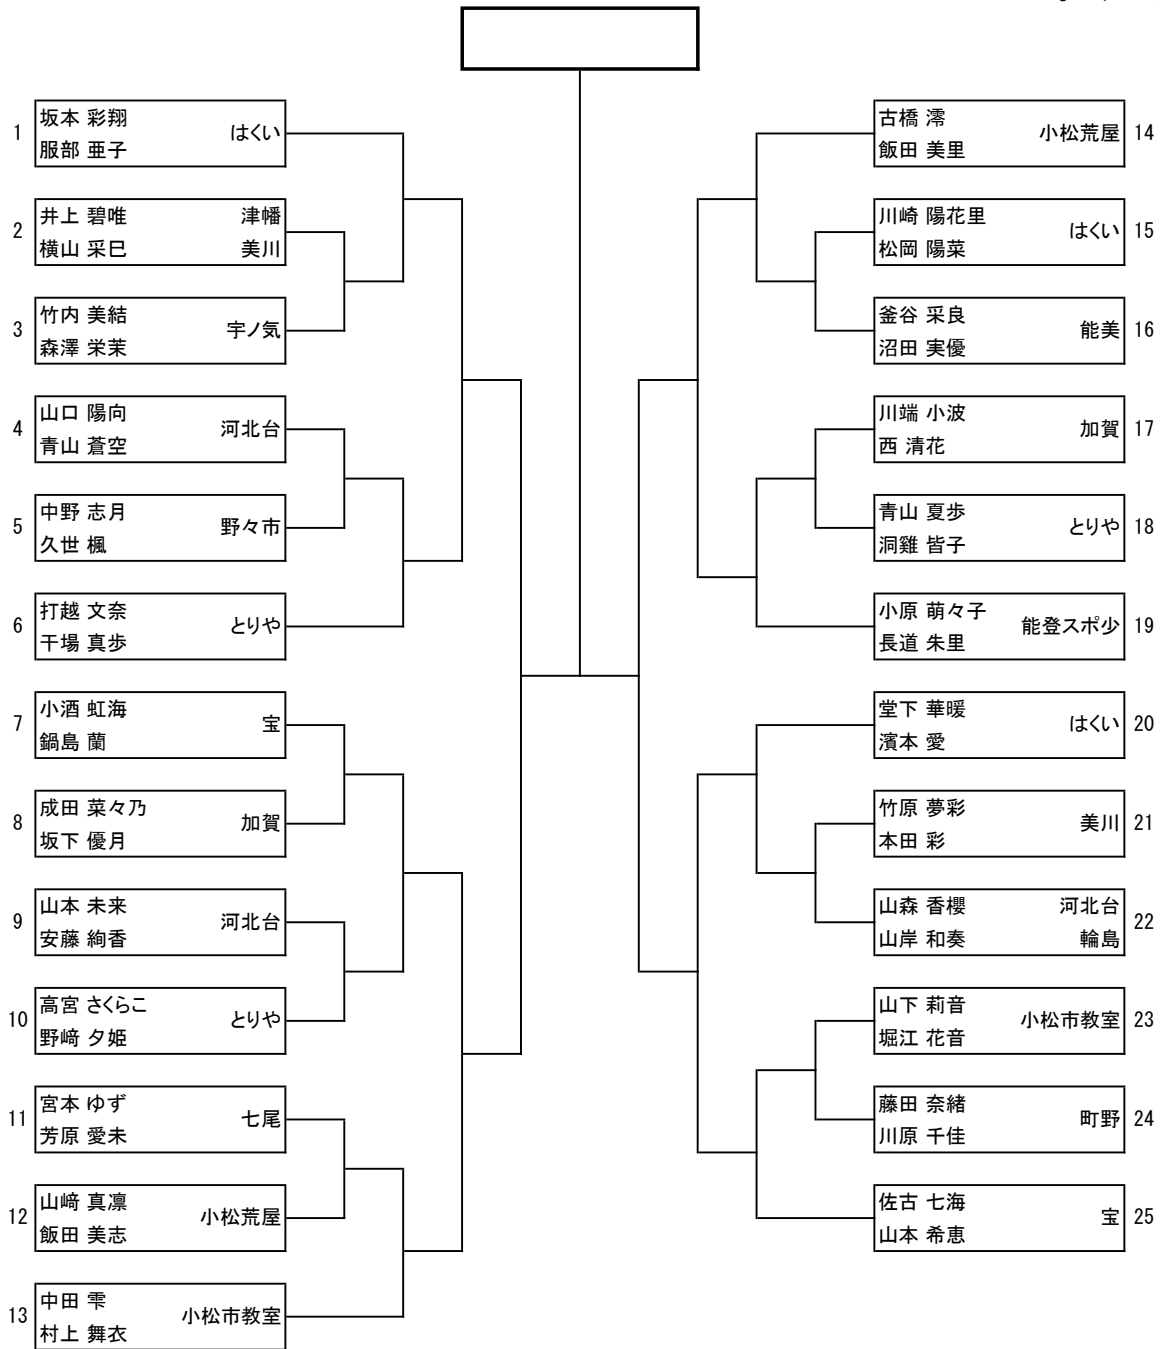 1 坂本 彩翔 はくい
服部 亜子
2 井上 碧唯 津幡
横山 采巳 美川
3 竹内 美結 宇ノ気
森澤 栄茉
4 山口 陽向 河北台
青山 蒼空
5 中野 志月 野々市
久世 楓
6 打越 文奈 とりや
干場 真歩
7 小酒 虹海 宝
鍋島 蘭
8 成田 菜々乃 加賀
坂下 優月
9 山本 未来 河北台
安藤 絢香
10 高宮 さくらこ とりや
野﨑 夕姫
11 宮本 ゆず 七尾
芳原 愛未
12 山﨑 真凛 小松荒屋
飯田 美志
13 中田 雫 小松市教室
村上 舞衣
古橋 澪 小松荒屋 14
飯田 美里
川崎 陽花里 はくい 15
松岡 陽菜
釜谷 采良 能美 16
沼田 実優
川端 小波 加賀 17
西 清花
青山 夏歩 とりや 18
洞雞 皆子
小原 萌々子 能登スポ少 19
長道 朱里
堂下 華暖 はくい 20
濱本 愛
竹原 夢彩 美川 21
本田 彩
山森 香櫻 河北台 22
山岸 和奏 輪島
山下 莉音 小松市教室 23
堀江 花音
藤田 奈緒 町野 24
川原 千佳
佐古 七海 宝 25
山本 希恵